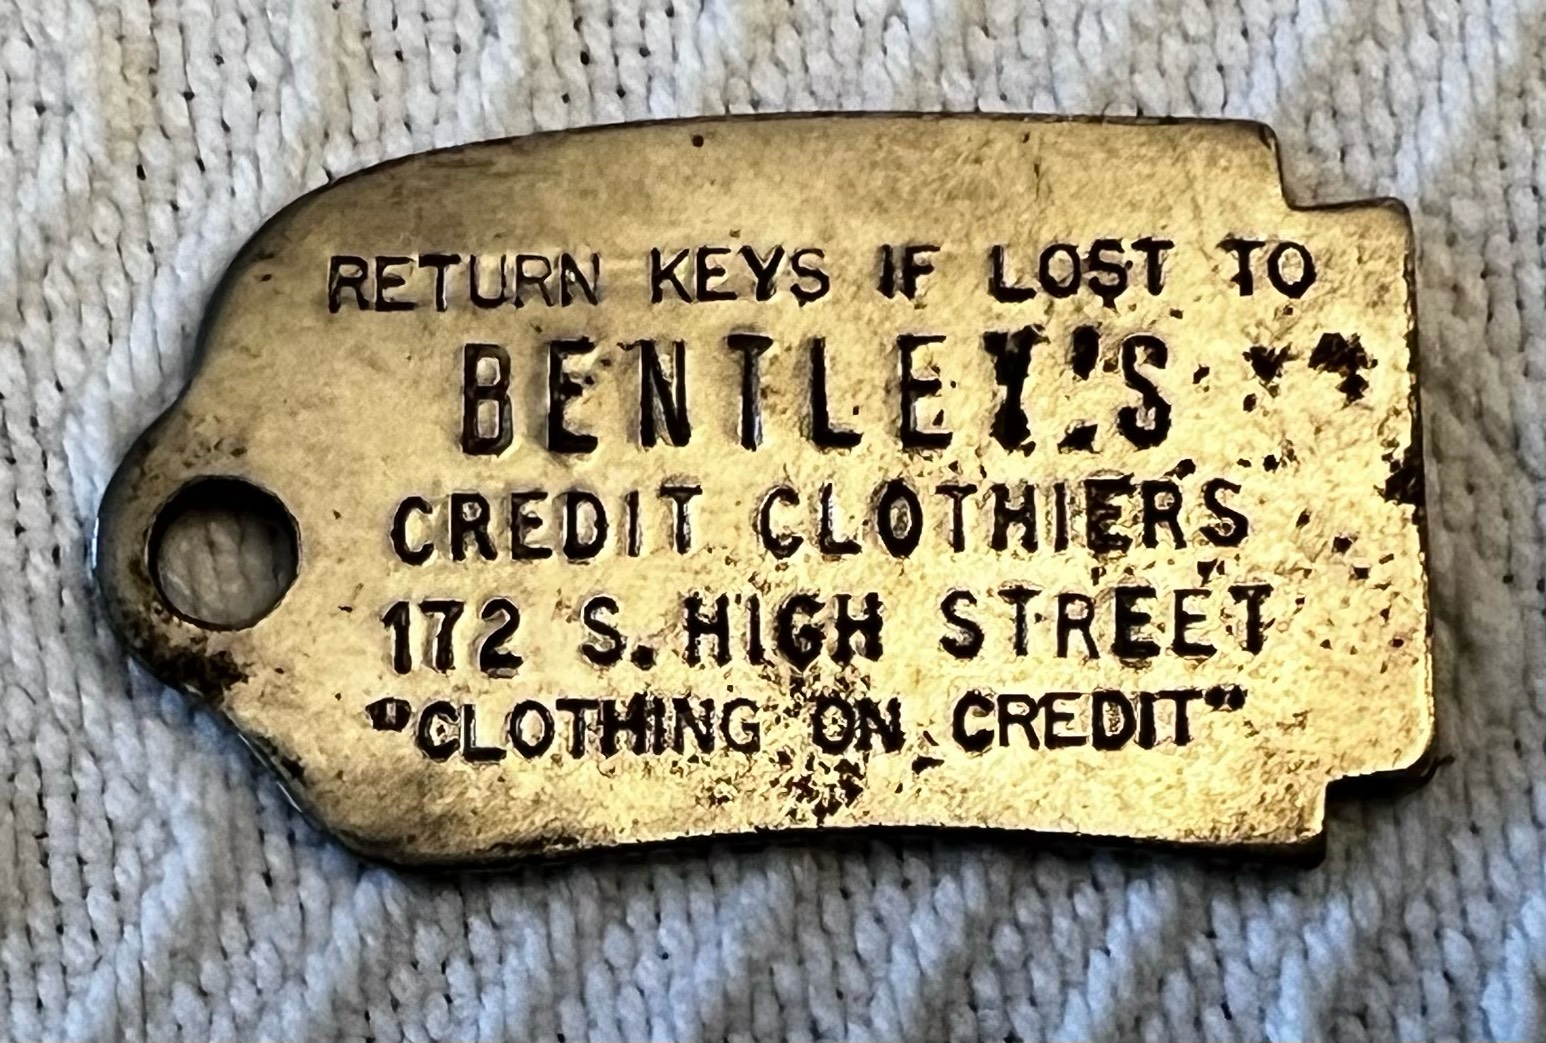 RETURN KEYS IF LOST TO
BENTLEY'S
CREDIT CLOTHIERS
172 S. HIGH STREET
"CLOTHING ON CREDIT"